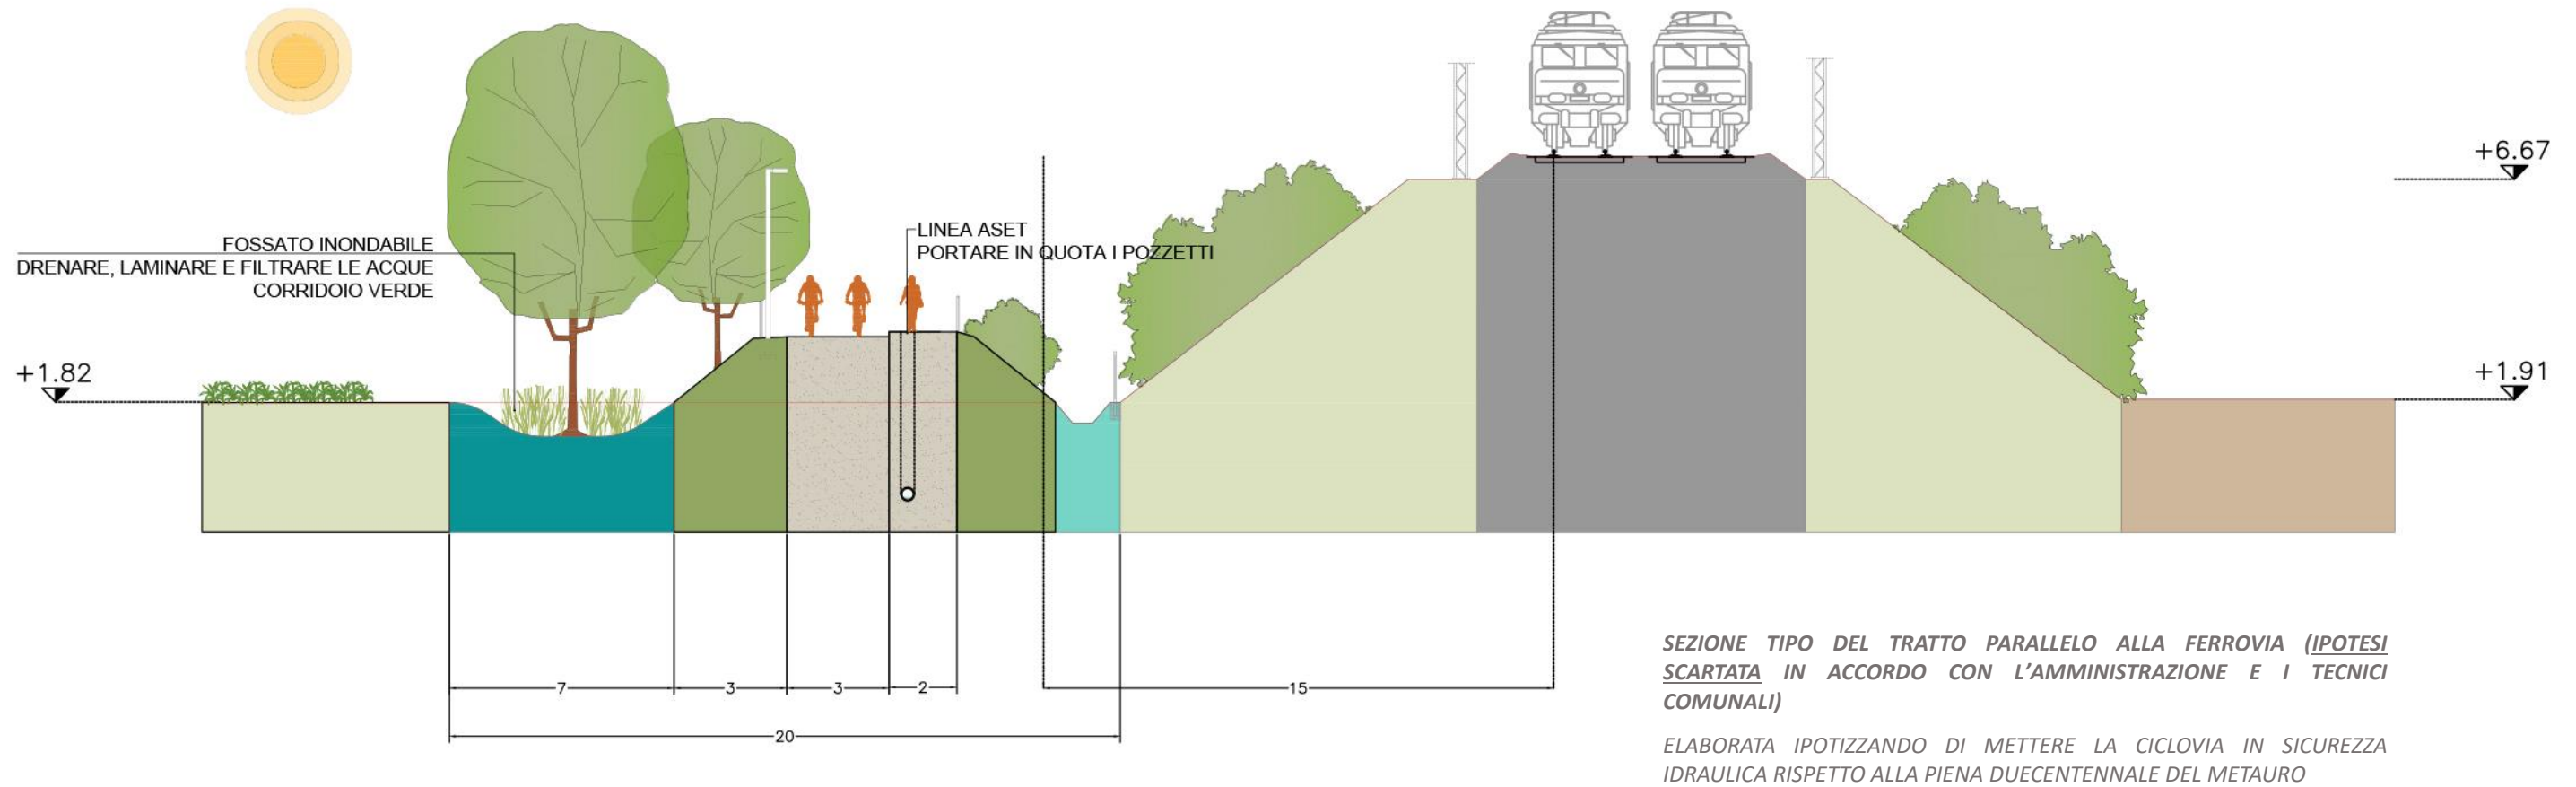 +6.67
LINEA ASET
PORTARE IN QUOTA I POZZETTI
FOSSATO INONDABILE
DRENARE, LAMINARE E FILTRARE LE ACQUE
CORRIDOIO VERDE
+1.82
+1.91
7
3
3
2
15
20
SEZIONE TIPO DEL TRATTO PARALLELO ALLA FERROVIA (IPOTESI
SCARTATA IN ACCORDO CON L’AMMINISTRAZIONE E I TECNICI
COMUNALI)
ELABORATA IPOTIZZANDO DI METTERE LA CICLOVIA IN SICUREZZA
IDRAULICA RISPETTO ALLA PIENA DUECENTENNALE DEL METAURO